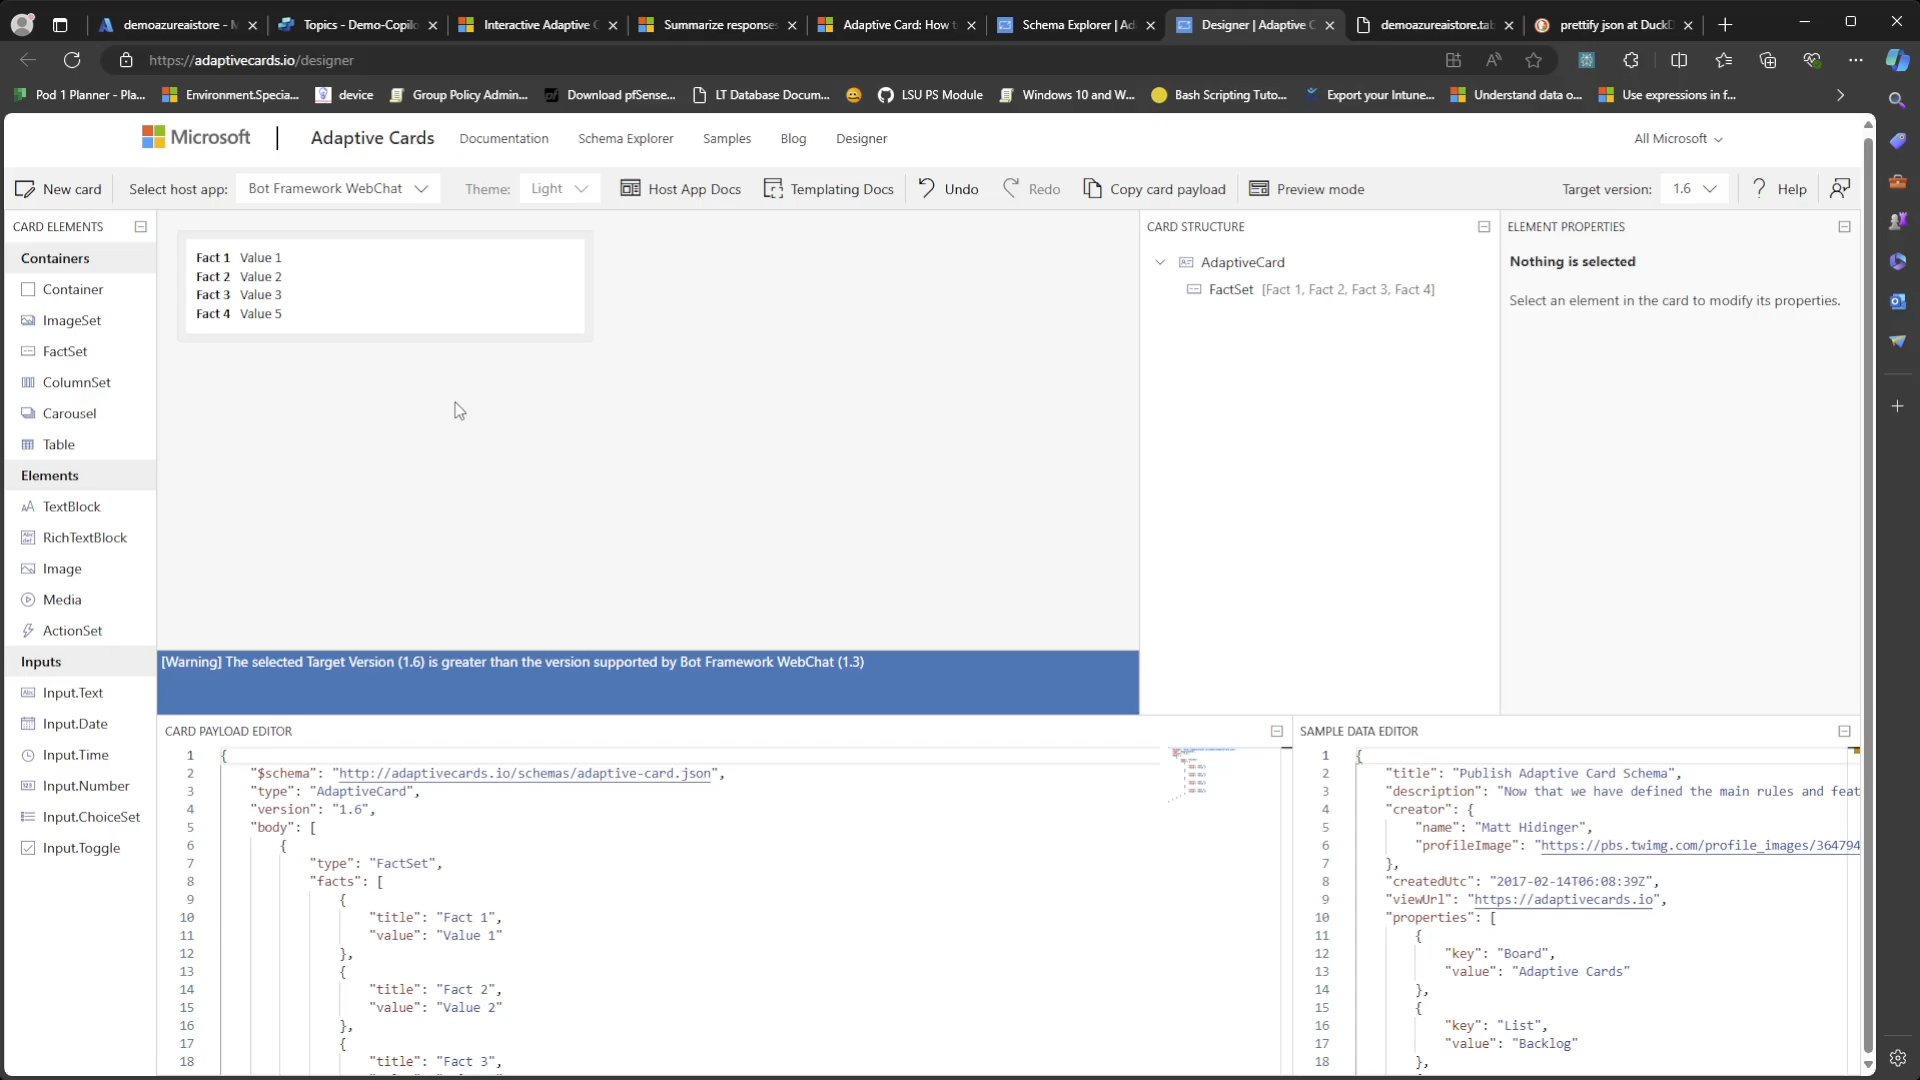 demoazureaistore - M
Topics - Demo-Copilo
Interactive Adaptive C
Summarize responses
Adaptive Card: How to
Schema Explorer | Ad
Designer | Adaptive C
demoazureaistore.tab
prettify json at DuckD
https://adaptivecards.io/designer
Pod 1 Planner - Pla...
Environment.Specia...
device
Group Policy Admin...
Download pfSense...
LT Database Docum...
LSU PS Module
Windows 10 and W...
Bash Scripting Tuto...
Export your Intune...
Understand data o...
Use expressions in f...
Microsoft
Adaptive Cards
Documentation
Schema Explorer
Samples
Blog
Designer
All Microsoft
New card
Select host app:
Bot Framework WebChat
Theme:
Light
Host App Docs
Templating Docs
Undo
Redo
Copy card payload
Preview mode
Target version:
1.6
Help
CARD ELEMENTS
Containers
Container
ImageSet
FactSet
ColumnSet
Carousel
Table
Elements
TextBlock
RichTextBlock
Image
Media
ActionSet
Inputs
Input.Text
Input.Date
Input.Time
Input.Number
Input.ChoiceSet
Input.Toggle
Fact 1 Value 1
Fact 2 Value 2
Fact 3 Value 3
Fact 4 Value 5
[Warning] The selected Target Version (1.6) is greater than the version supported by Bot Framework WebChat (1.3)
CARD STRUCTURE
AdaptiveCard
FactSet [Fact 1, Fact 2, Fact 3, Fact 4]
ELEMENT PROPERTIES
Nothing is selected
Select an element in the card to modify its properties.
CARD PAYLOAD EDITOR
1 {
2 "$schema": "http://adaptivecards.io/schemas/adaptive-card.json",
3 "type": "AdaptiveCard",
4 "version": "1.6",
5 "body": [
6 {
7 "type": "FactSet",
8 "facts": [
9 {
10 "title": "Fact 1",
11 "value": "Value 1"
12 },
13 {
14 "title": "Fact 2",
15 "value": "Value 2"
16 },
17 {
18 "title": "Fact 3",
SAMPLE DATA EDITOR
1 {
2 "title": "Publish Adaptive Card Schema",
3 "description": "Now that we have defined the main rules and feat
4 "creator": {
5 "name": "Matt Hidinger",
6 "profileImage": "https://pbs.twimg.com/profile_images/364794
7 },
8 "createdUtc": "2017-02-14T06:08:39Z",
9 "viewUrl": "https://adaptivecards.io",
10 "properties": [
11 {
12 "key": "Board",
13 "value": "Adaptive Cards"
14 },
15 {
16 "key": "List",
17 "value": "Backlog"
18 },